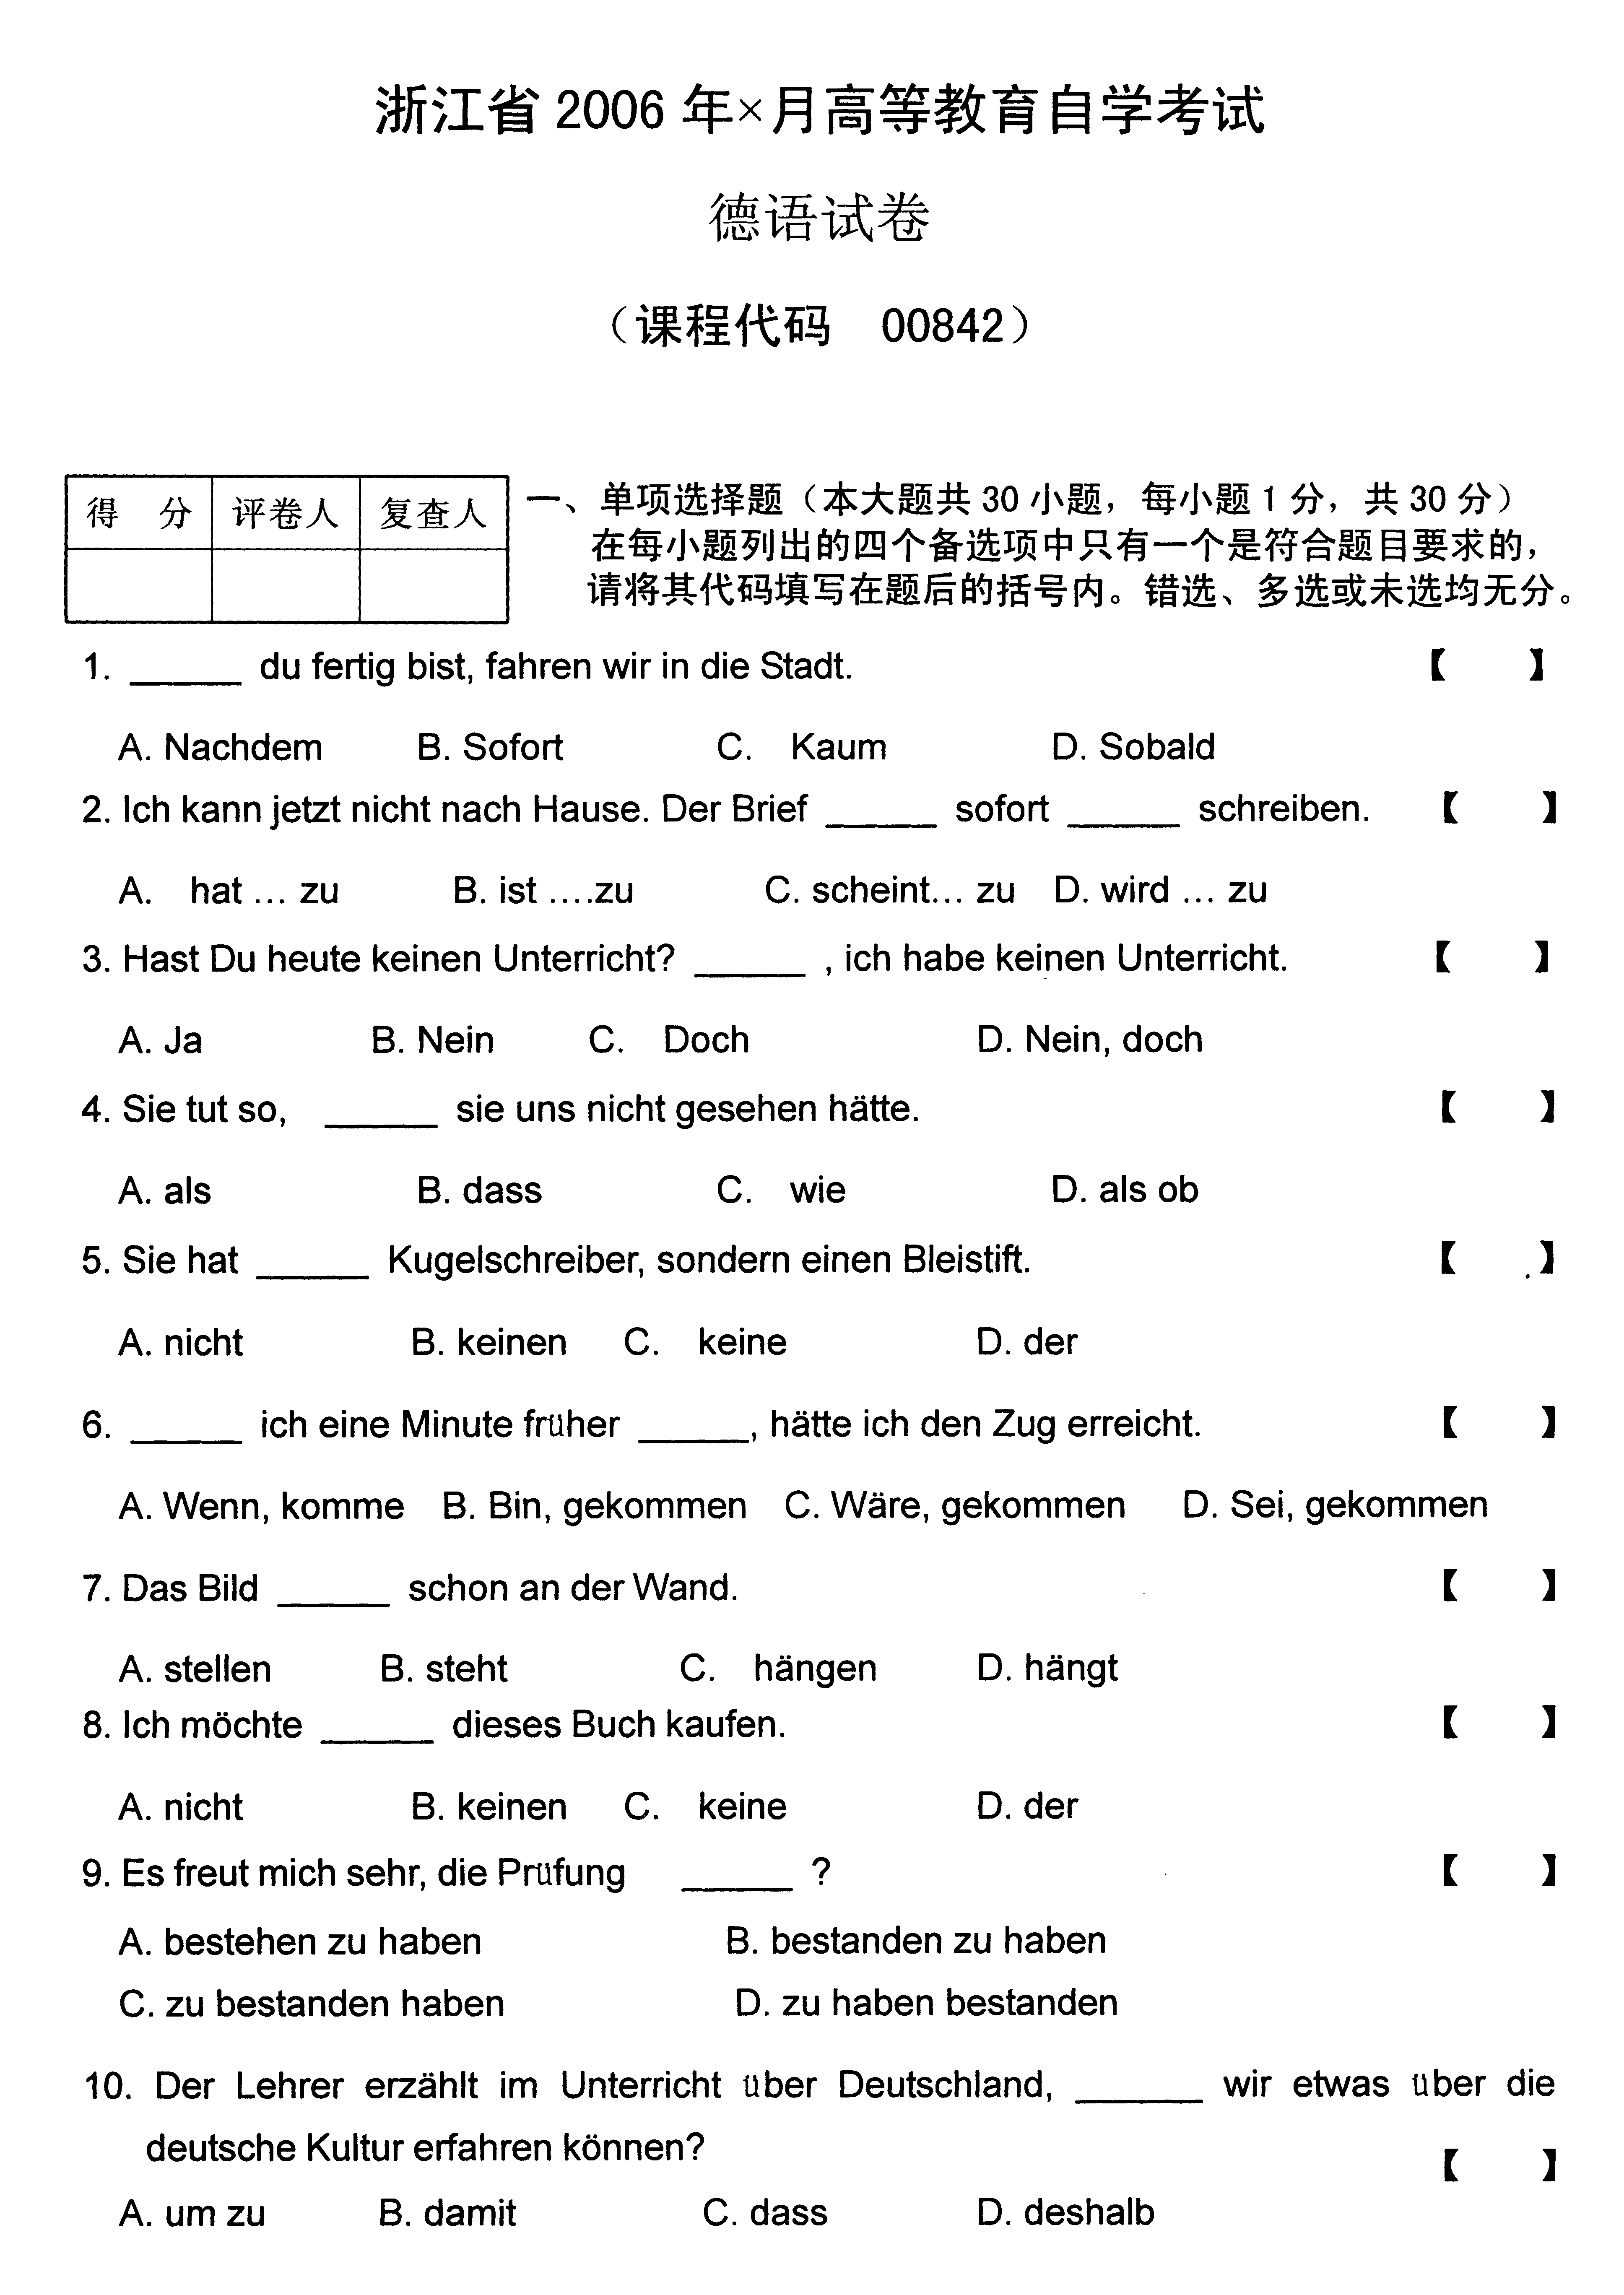 浙江省 2006 年×月高等教育自学考试
德语试卷
（课程代码　00842）
得　分　评卷人　复查人
一、单项选择题（本大题共 30 小题，每小题 1 分，共 30 分）
在每小题列出的四个备选项中只有一个是符合题目要求的，
请将其代码填写在题后的括号内。错选、多选或未选均无分。
1. ______ du fertig bist, fahren wir in die Stadt. 【　　】
A. Nachdem B. Sofort C. Kaum D. Sobald
2. Ich kann jetzt nicht nach Hause. Der Brief ______ sofort ______ schreiben. 【　　】
A. hat ... zu B. ist ....zu C. scheint... zu D. wird ... zu
3. Hast Du heute keinen Unterricht? ______ , ich habe keinen Unterricht. 【　　】
A. Ja B. Nein C. Doch D. Nein, doch
4. Sie tut so, ______ sie uns nicht gesehen hätte. 【　　】
A. als B. dass C. wie D. als ob
5. Sie hat ______ Kugelschreiber, sondern einen Bleistift. 【　　】
A. nicht B. keinen C. keine D. der
6. ______ ich eine Minute früher ______, hätte ich den Zug erreicht. 【　　】
A. Wenn, komme B. Bin, gekommen C. Wäre, gekommen D. Sei, gekommen
7. Das Bild ______ schon an der Wand. 【　　】
A. stellen B. steht C. hängen D. hängt
8. Ich möchte ______ dieses Buch kaufen. 【　　】
A. nicht B. keinen C. keine D. der
9. Es freut mich sehr, die Prüfung ______ ? 【　　】
A. bestehen zu haben B. bestanden zu haben
C. zu bestanden haben D. zu haben bestanden
10. Der Lehrer erzählt im Unterricht über Deutschland, ______ wir etwas über die
deutsche Kultur erfahren können? 【　　】
A. um zu B. damit C. dass D. deshalb